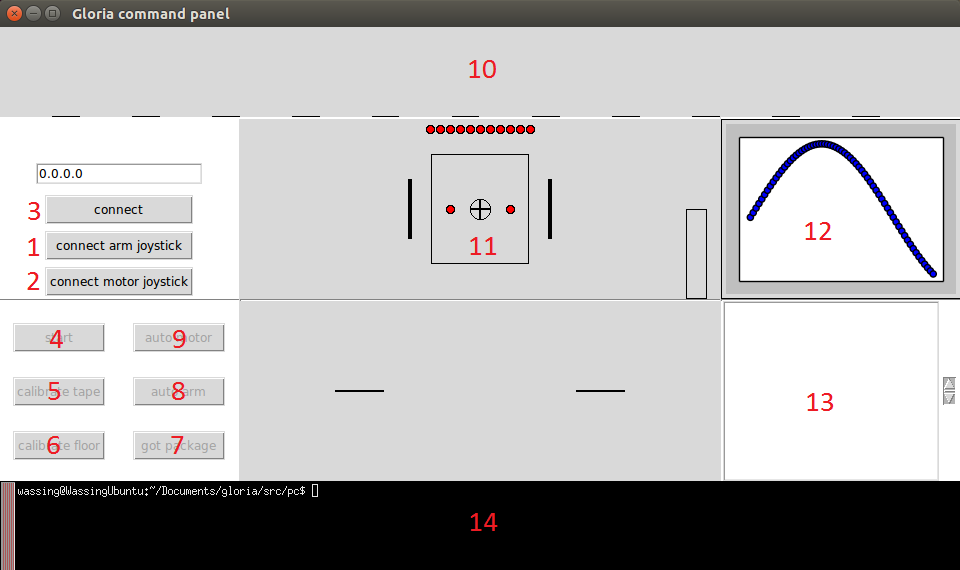 Gloria command panel
10
0.0.0.0
3 connect
1 connect arm joystick
2 connect motor joystick
11
12
start 4
auto motor 9
calibrate tape 5
auto arm 8
calibrate floor 6
got package 7
13
wassing@WassingUbuntu:~/Documents/gloria/src/pc$
14